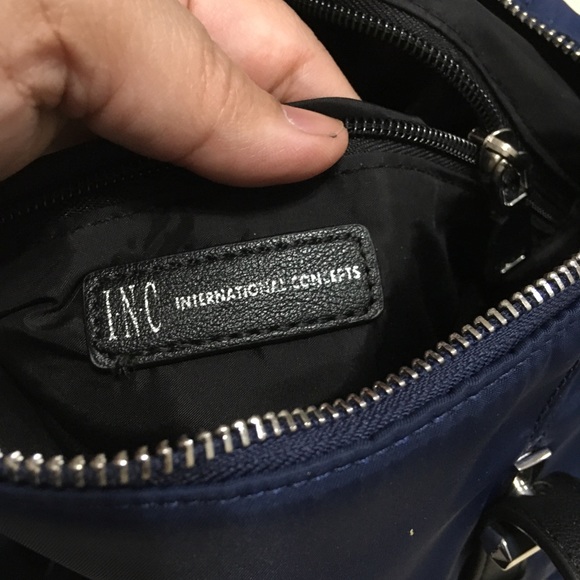 I.N.C INTERNATIONAL CONCEPTS